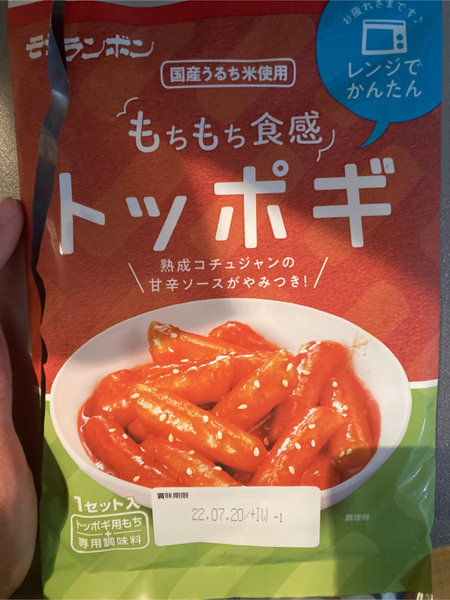 モランボン
お皿れきます♪
レンジで
かんたん
国産うるち米使用
もちもち食感
トッポギ
熟成コチュジャンの
甘辛ソースがやみつき!
1セット入
トッポギ用もち
+
専用調味料
賞味期限
22.07.20/+IW -1
調理例